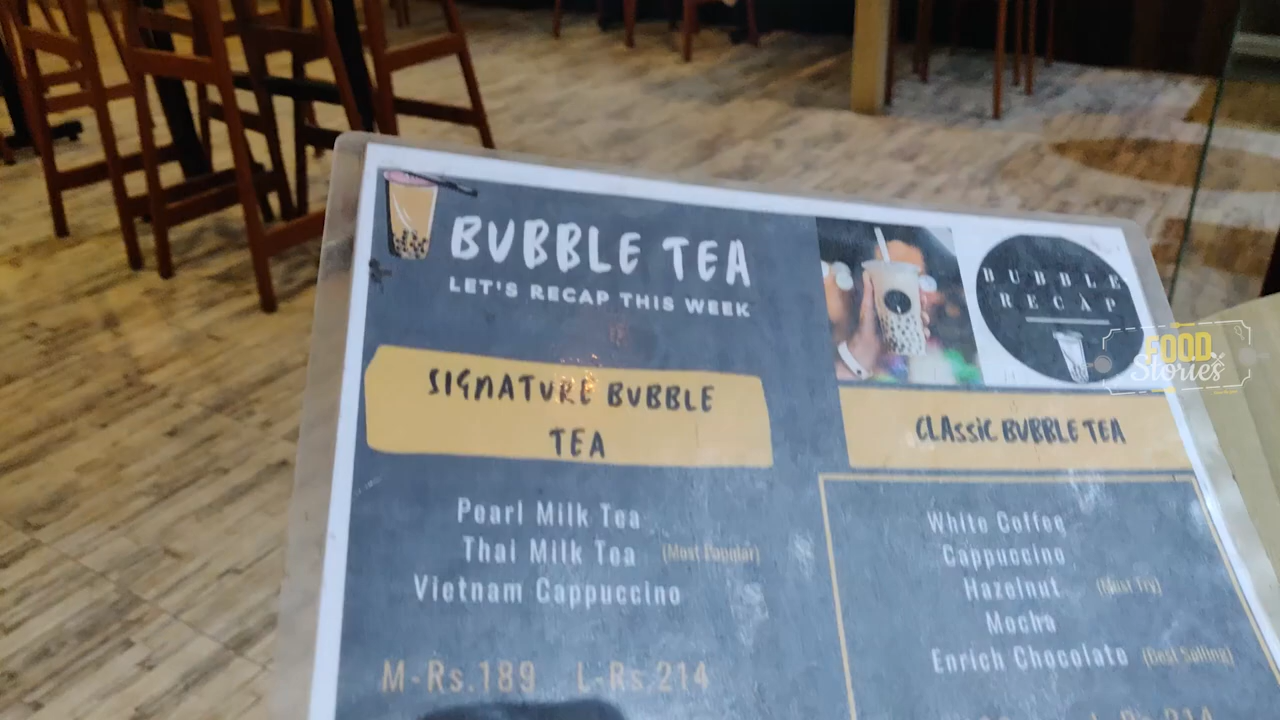 BUBBLE TEA
LET'S RECAP THIS WEEK
BUBBLE
RECAP
FOOD
Stories
SIGNATURE BUBBLE
TEA
Pearl Milk Tea
Thai Milk Tea (Most Popular)
Vietnam Cappuccino
M-Rs.189 L-Rs.214
CLASSIC BUBBLE TEA
White Coffee
Cappuccino
Hazelnut (Must Try)
Mocha
Enrich Chocolate (Best Selling)